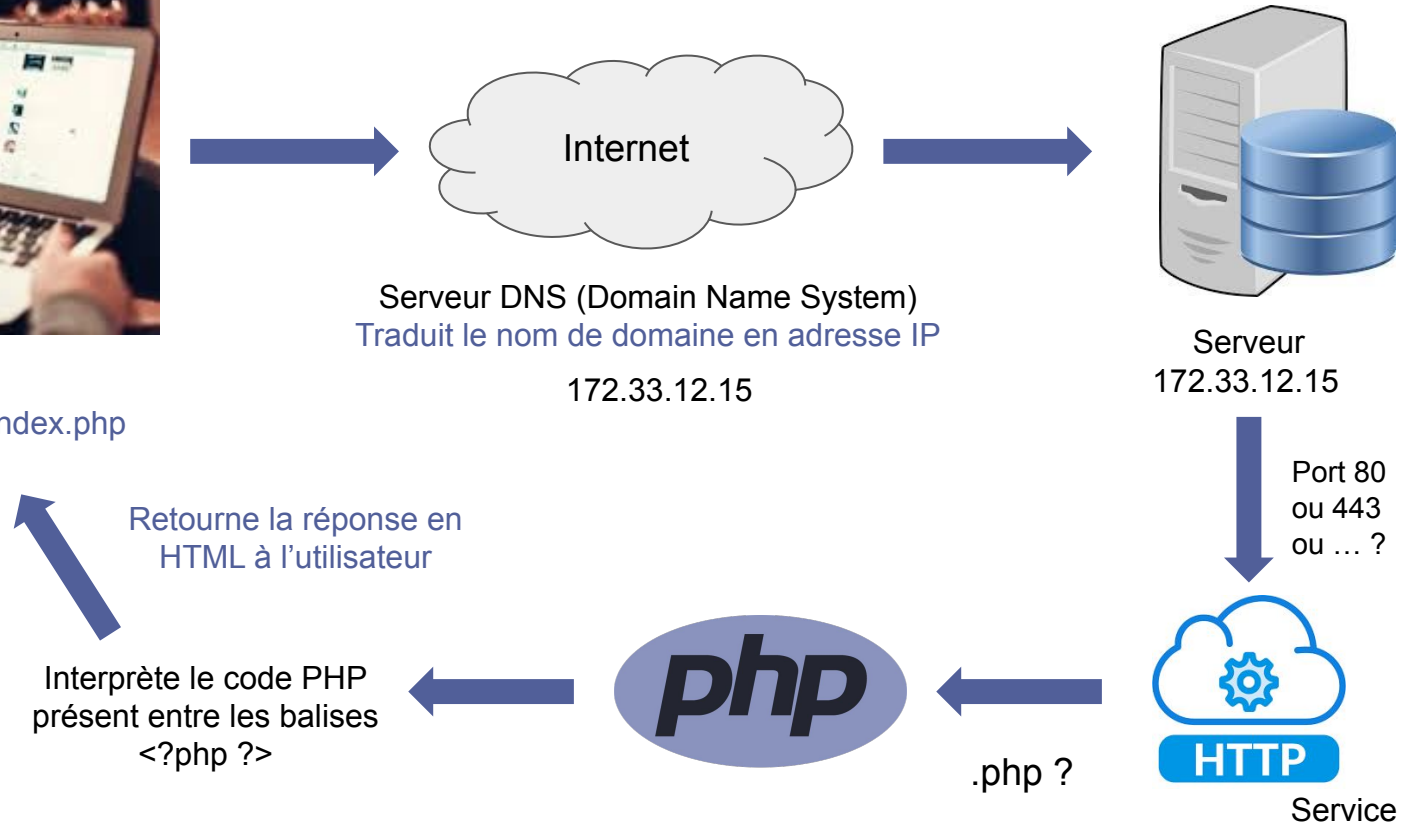 Internet
Serveur DNS (Domain Name System)
Traduit le nom de domaine en adresse IP
172.33.12.15
Serveur
172.33.12.15
ndex.php
Port 80
ou 443
ou … ?
Retourne la réponse en
HTML à l’utilisateur
Interprète le code PHP
présent entre les balises
<?php ?>
php
.php ?
HTTP
Service